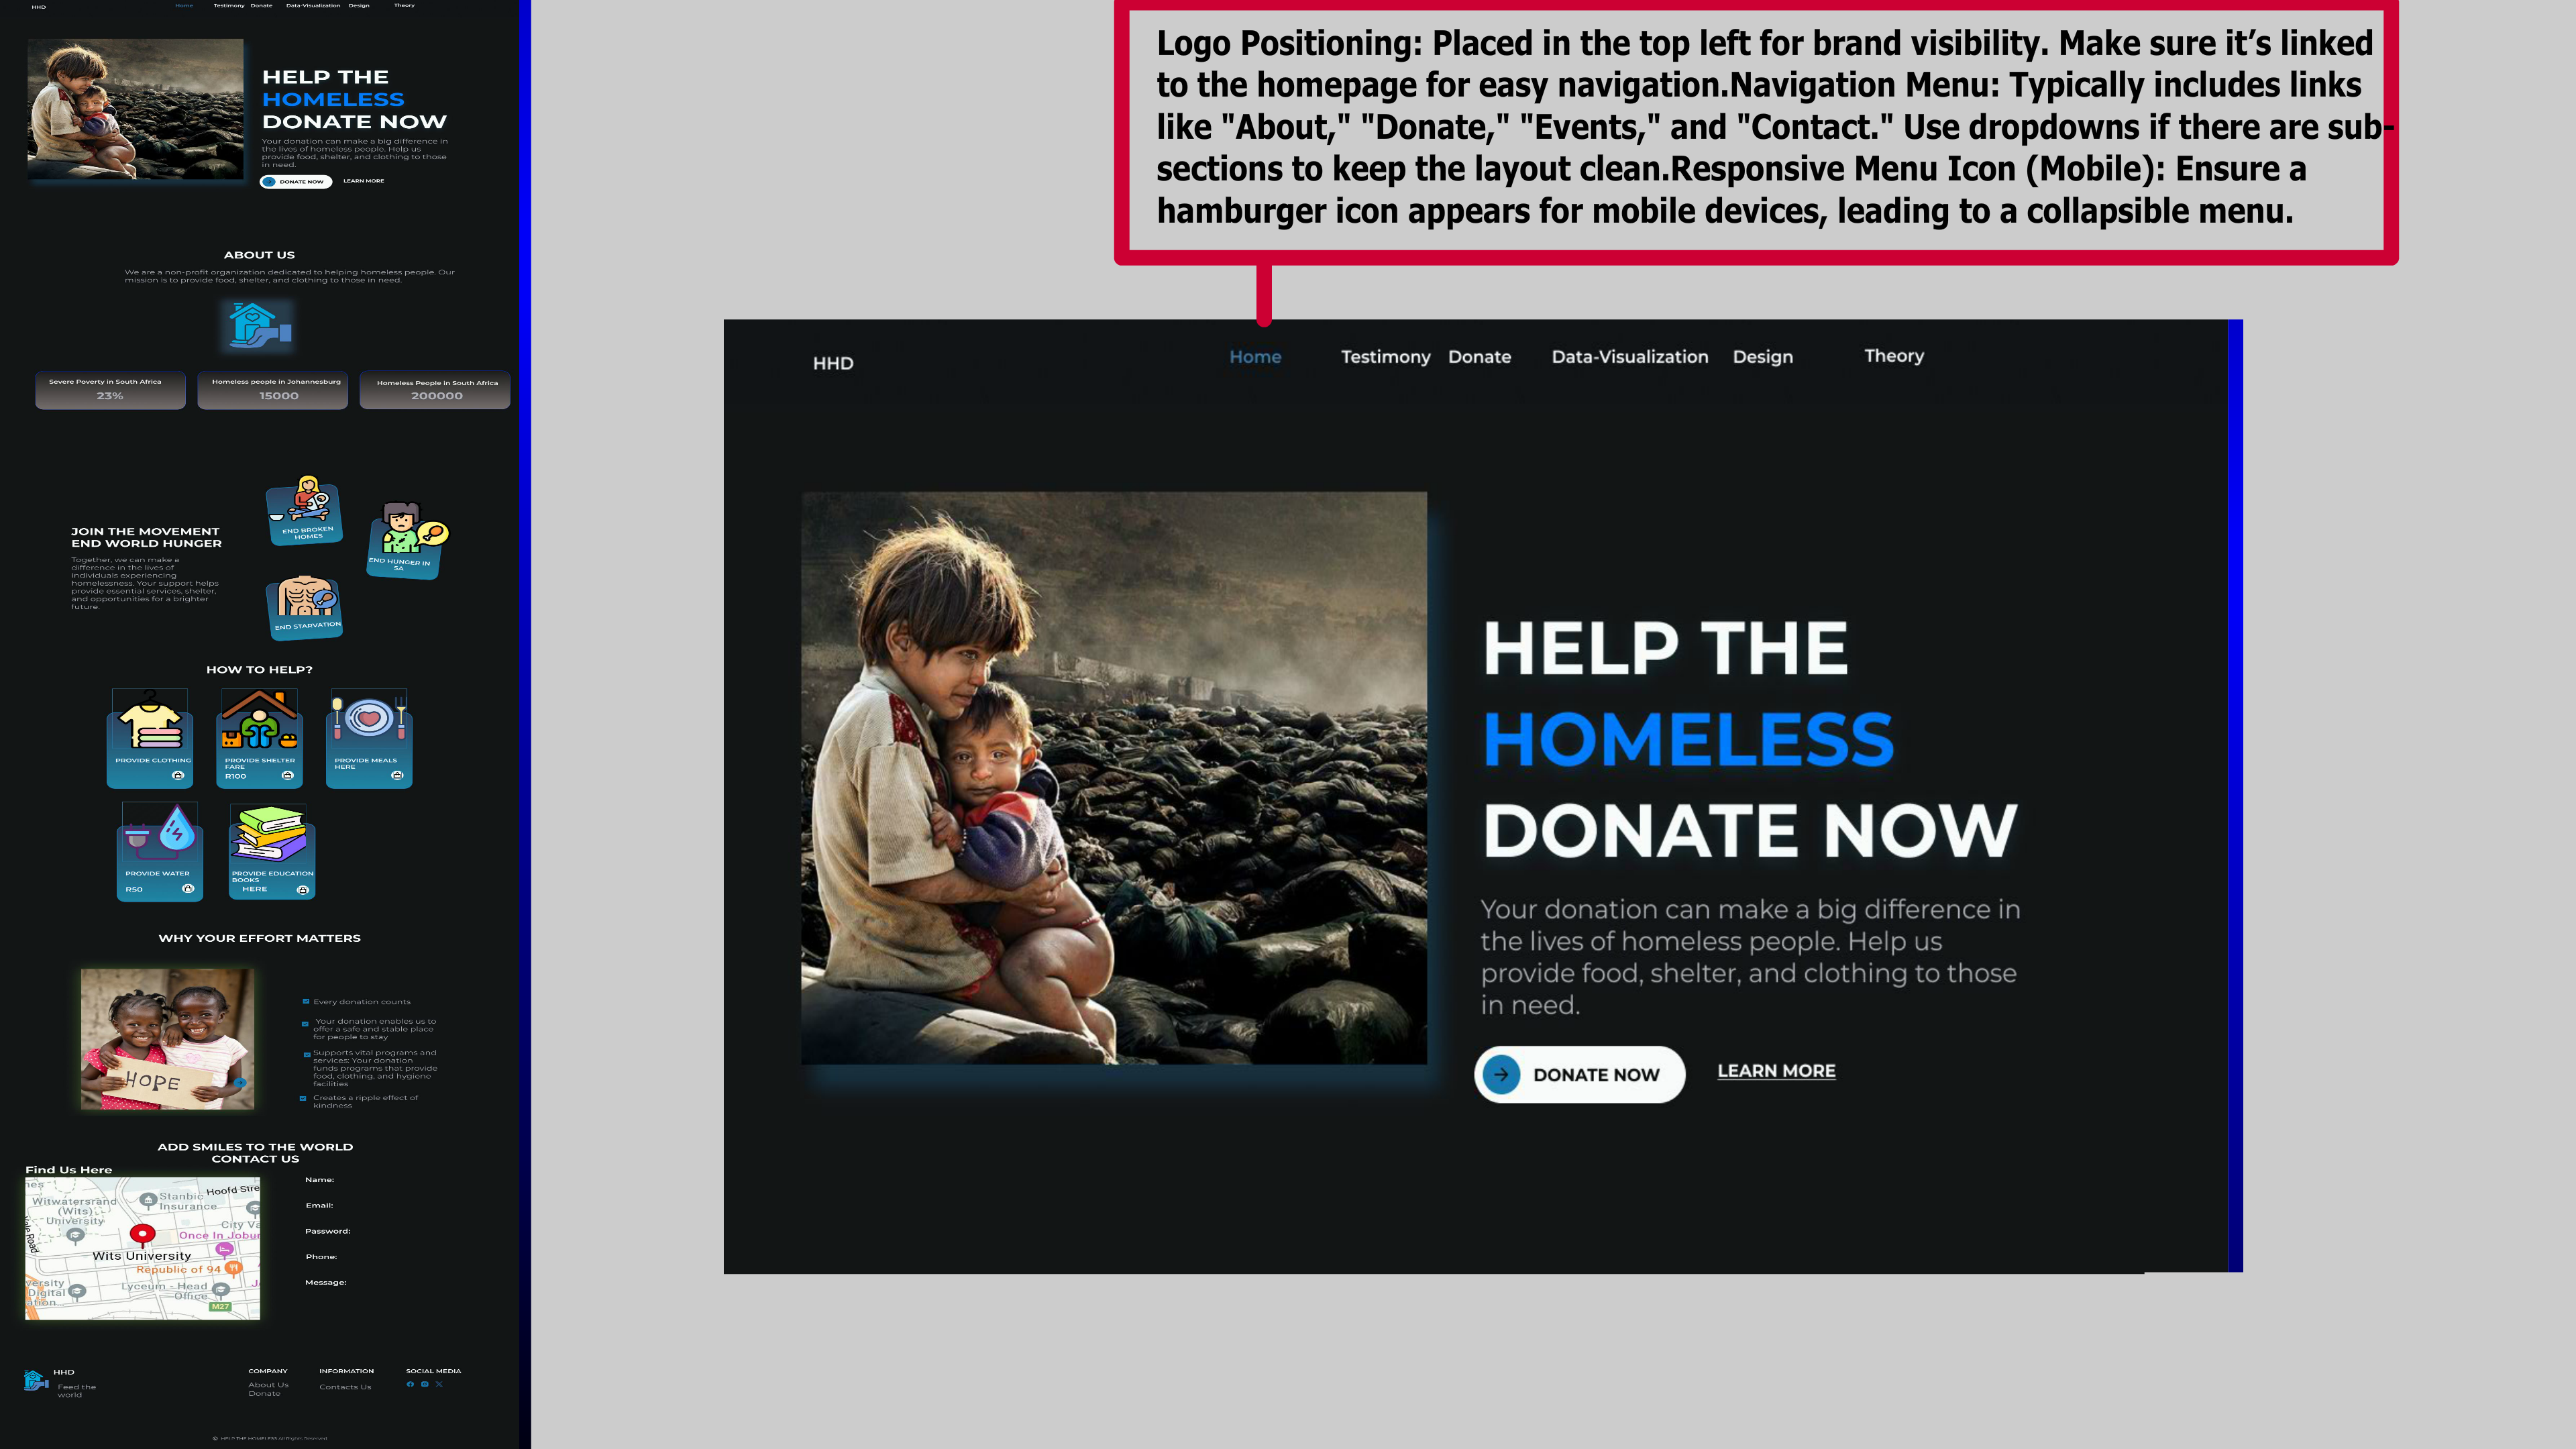 HHD
Home Testimony Donate Data-Visualization Design Theory
HELP THE
HOMELESS
DONATE NOW
Your donation can make a big difference in
the lives of homeless people. Help us
provide food, shelter, and clothing to those
in need.
DONATE NOW LEARN MORE
ABOUT US
We are a non-profit organization dedicated to helping homeless people. Our
mission is to provide food, shelter, and clothing to those in need.
Severe Poverty in South Africa
23%
Homeless people in Johannesburg
15000
Homeless People in South Africa
200000
JOIN THE MOVEMENT
END WORLD HUNGER
Together, we can make a
difference in the lives of
individuals experiencing
homelessness. Your support helps
provide essential services, shelter,
and opportunities for a brighter
future.
END BROKEN
HOMES
END HUNGER IN
SA
END STARVATION
HOW TO HELP?
PROVIDE CLOTHING
PROVIDE SHELTER
FARE
R100
PROVIDE MEALS
HERE
PROVIDE WATER
R50
PROVIDE EDUCATION
BOOKS
HERE
WHY YOUR EFFORT MATTERS
HOPE
Every donation counts
Your donation enables us to
offer a safe and stable place
for people to stay
Supports vital programs and
services: Your donation
funds programs that provide
food, clothing, and hygiene
facilities
Creates a ripple effect of
kindness
ADD SMILES TO THE WORLD
CONTACT US
Find Us Here
Hoofd Stre
Witwatersrand
(Wits)
University
Stanbic
Insurance
City Va
Once In Jobur
Wits University
Republic of 94
Lyceum - Head
Office
versity
Digital
ation...
M27
Name:
Email:
Password:
Phone:
Message:
HHD
Feed the
world
COMPANY
About Us
Donate
INFORMATION
Contacts Us
SOCIAL MEDIA
HELP THE HOMELESS All Rights Reserved
Logo Positioning: Placed in the top left for brand visibility. Make sure it’s linked
to the homepage for easy navigation.Navigation Menu: Typically includes links
like "About," "Donate," "Events," and "Contact." Use dropdowns if there are sub-
sections to keep the layout clean.Responsive Menu Icon (Mobile): Ensure a
hamburger icon appears for mobile devices, leading to a collapsible menu.
HHD
Home Testimony Donate Data-Visualization Design Theory
HELP THE
HOMELESS
DONATE NOW
Your donation can make a big difference in
the lives of homeless people. Help us
provide food, shelter, and clothing to those
in need.
DONATE NOW LEARN MORE